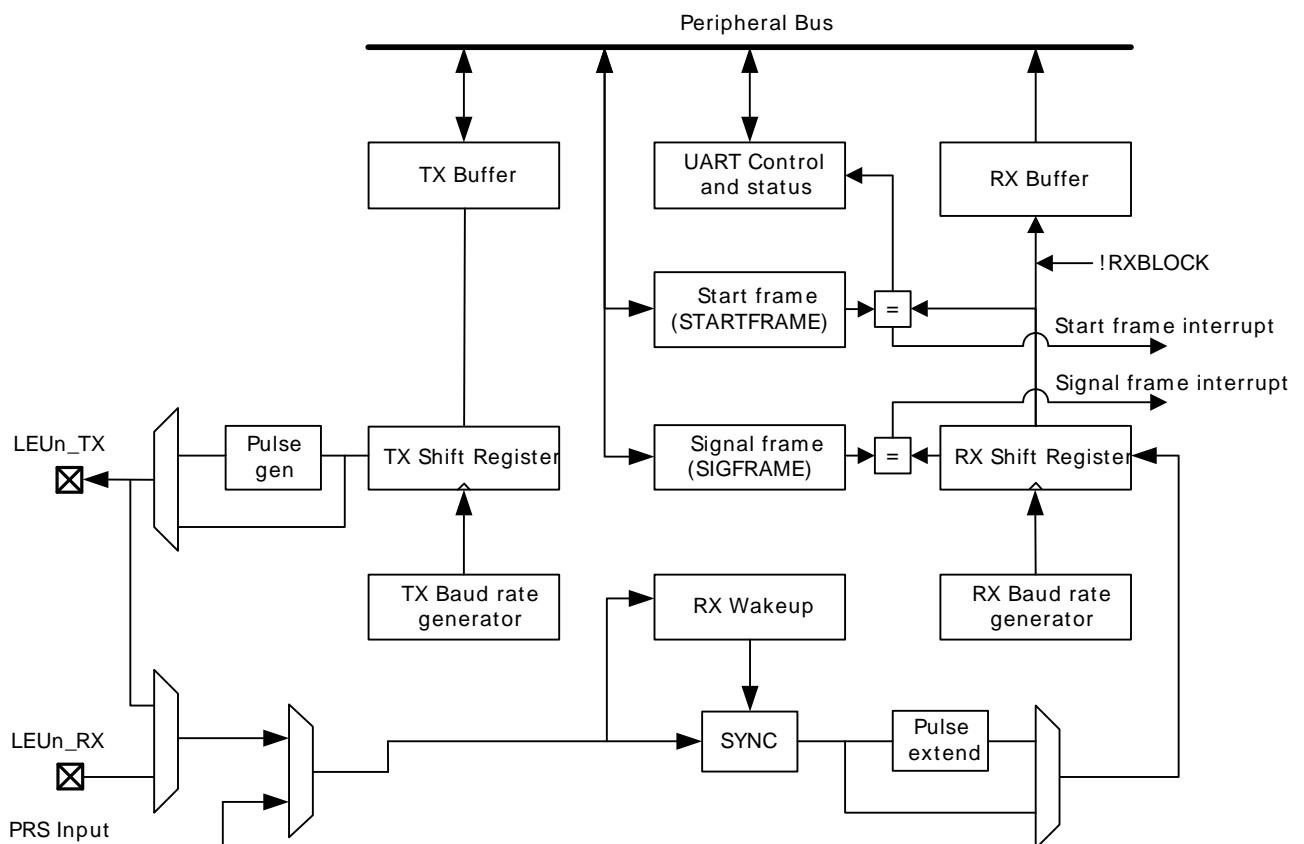 Peripheral Bus
TX Buffer
UART Control
and status
RX Buffer
!RXBLOCK
Start frame
(STARTFRAME)
=
Start frame interrupt
Signal frame interrupt
LEUn_TX
Pulse
gen
TX Shift Register
Signal frame
(SIGFRAME)
=
RX Shift Register
TX Baud rate
generator
RX Wakeup
RX Baud rate
generator
LEUn_RX
SYNC
Pulse
extend
PRS Input